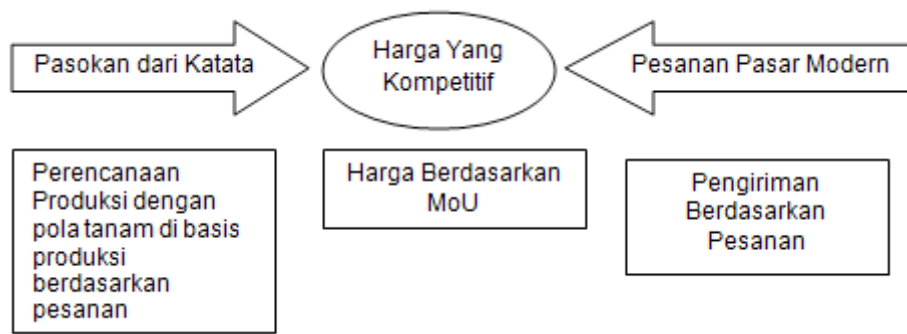 Pasokan dari Katata
Harga Yang
Kompetitif
Pesanan Pasar Modern
Perencanaan
Produksi dengan
pola tanam di basis
produksi
berdasarkan
pesanan
Harga Berdasarkan
MoU
Pengiriman
Berdasarkan
Pesanan